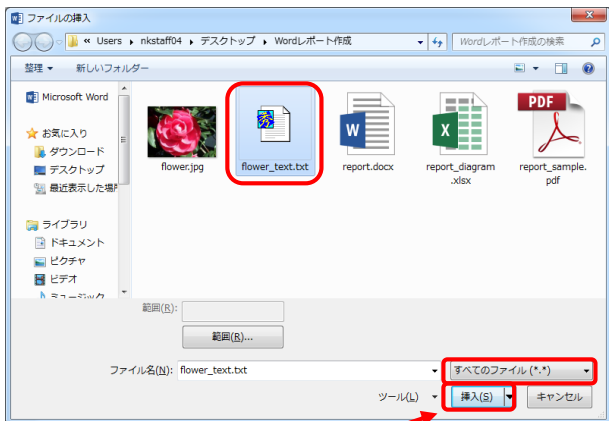 ファイルの挿入
« Users ▸ nkstaff04 ▸ デスクトップ ▸ Wordレポート作成
Wordレポート作成の検索
整理 ▼ 新しいフォルダー
Microsoft Word
お気に入り
ダウンロード
デスクトップ
最近表示した場所
ライブラリ
ドキュメント
ピクチャ
ビデオ
ミュージック
秀
W
X
PDF
flower.jpg
flower_text.txt
report.docx
report_diagram
.xlsx
report_sample.
pdf
範囲(R):
範囲(R)...
ファイル名(N): flower_text.txt
すべてのファイル (*.*)
ツール(L)
挿入(S)
キャンセル